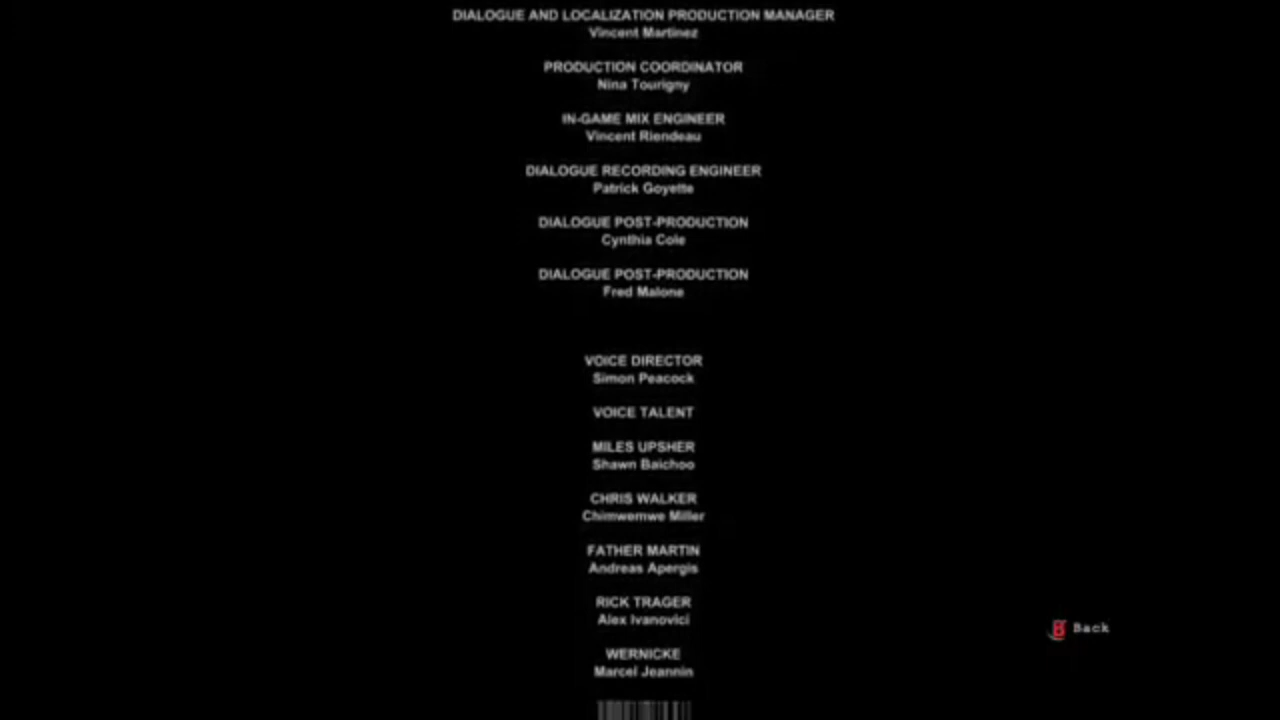 DIALOGUE AND LOCALIZATION PRODUCTION MANAGER
Vincent Martinez
PRODUCTION COORDINATOR
Nina Tourigny
IN-GAME MIX ENGINEER
Vincent Riendeau
DIALOGUE RECORDING ENGINEER
Patrick Goyette
DIALOGUE POST-PRODUCTION
Cynthia Cole
DIALOGUE POST-PRODUCTION
Fred Malone
VOICE DIRECTOR
Simon Peacock
VOICE TALENT
MILES UPSHER
Shawn Baichoo
CHRIS WALKER
Chimwemwe Miller
FATHER MARTIN
Andreas Apergis
RICK TRAGER
Alex Ivanovici
WERNICKE
Marcel Jeannin
B Back